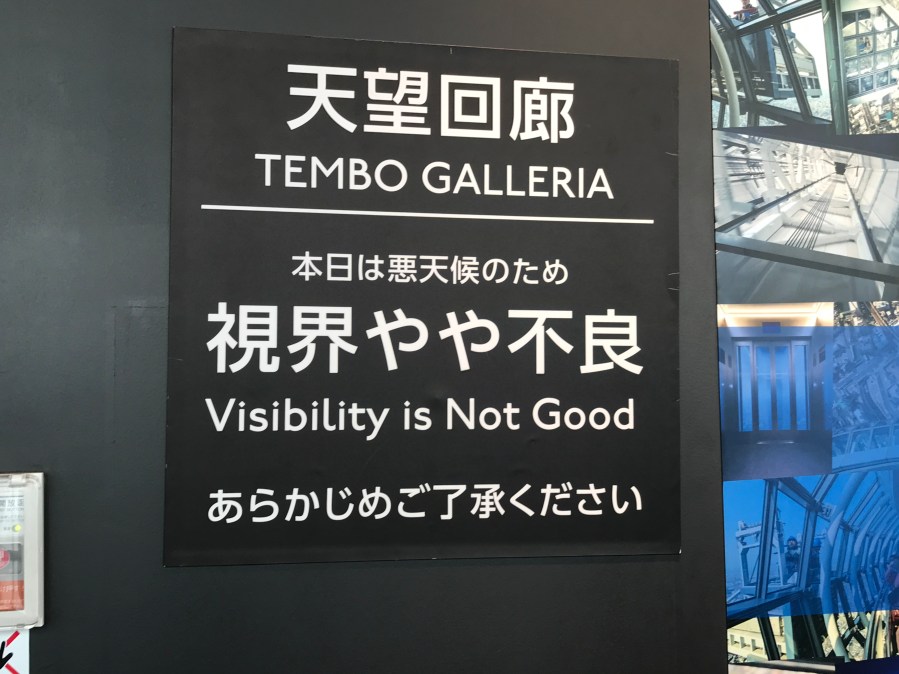 天望回廊
TEMBO GALLERIA
本日は悪天候のため
視界やや不良
Visibility is Not Good
あらかじめご了承ください